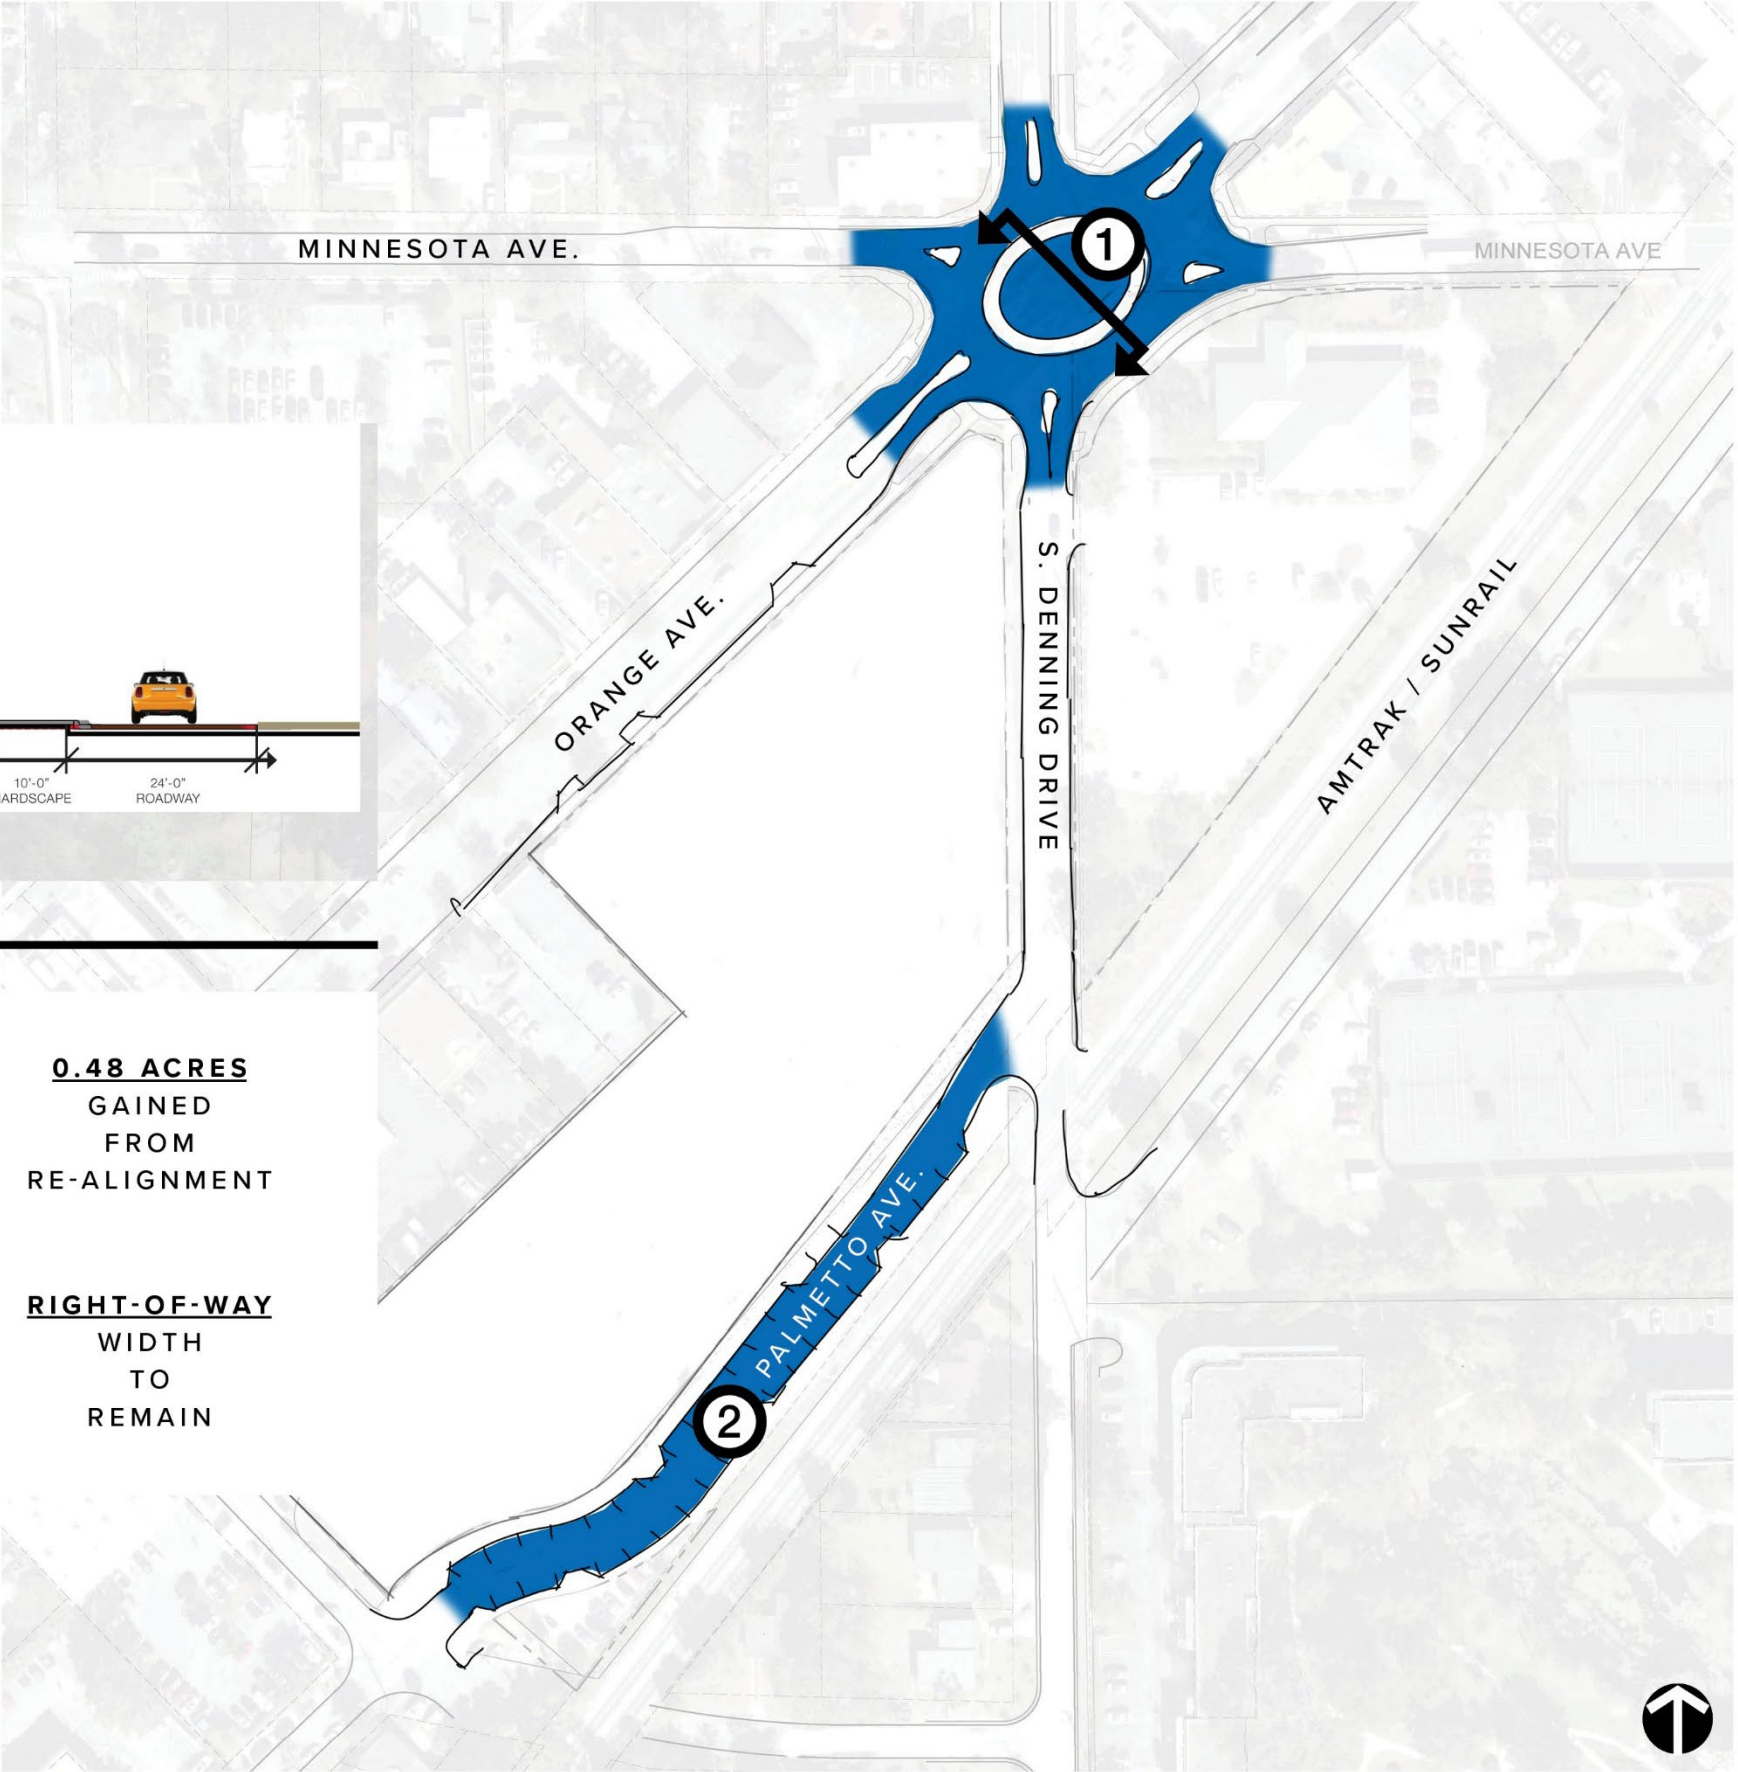 MINNESOTA AVE.
1
MINNESOTA AVE
ORANGE AVE.
S. DENNING DRIVE
AMTRAK / SUNRAIL
10'-0"
24'-0"
ARDSCAPE
ROADWAY
0.48 ACRES
GAINED
FROM
RE-ALIGNMENT
RIGHT-OF-WAY
WIDTH
TO
REMAIN
PALMETTO AVE.
2